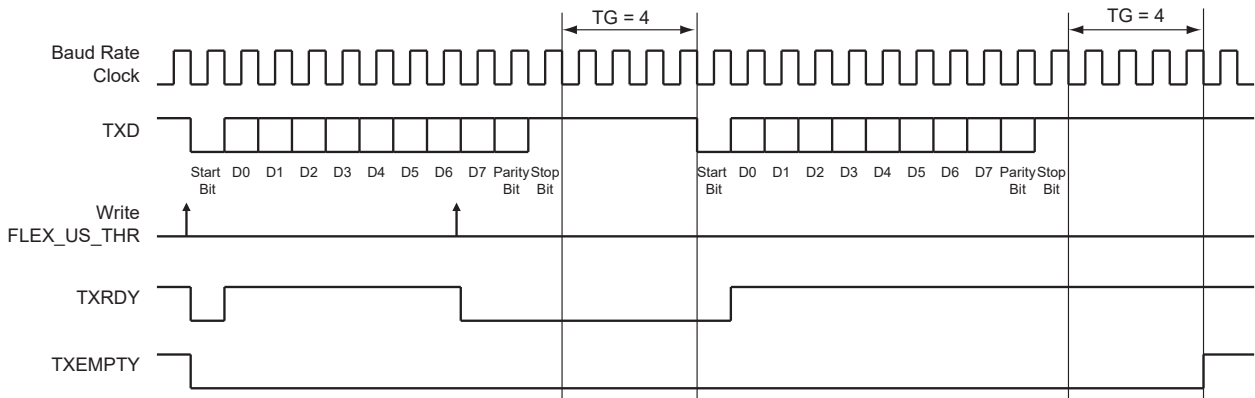 TG = 4
TG = 4
Baud Rate
Clock
TXD
Start
Bit
D0
D1
D2
D3
D4
D5
D6
D7
Parity
Bit
Stop
Bit
Start
Bit
D0
D1
D2
D3
D4
D5
D6
D7
Parity
Bit
Stop
Bit
Write
FLEX_US_THR
TXRDY
TXEMPTY